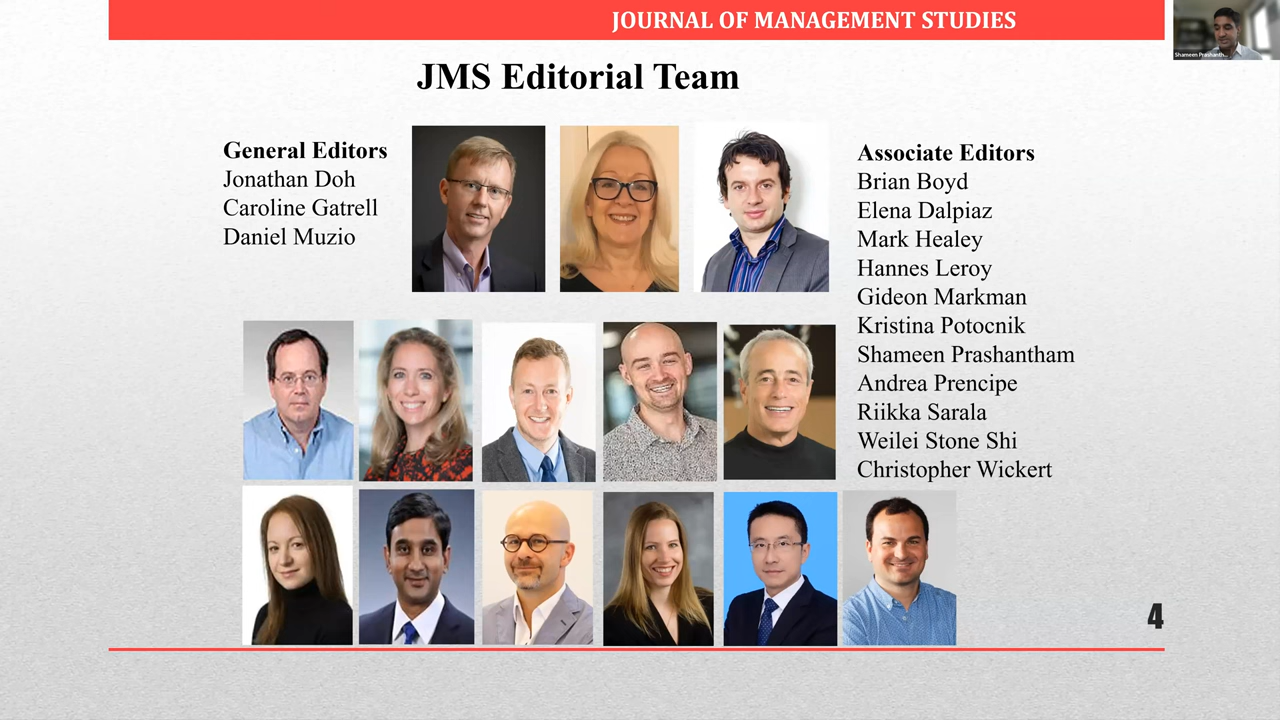 JOURNAL OF MANAGEMENT STUDIES
Shameen Prashanth...
JMS Editorial Team
General Editors
Jonathan Doh
Caroline Gatrell
Daniel Muzio
Associate Editors
Brian Boyd
Elena Dalpiaz
Mark Healey
Hannes Leroy
Gideon Markman
Kristina Potocnik
Shameen Prashantham
Andrea Prencipe
Riikka Sarala
Weilei Stone Shi
Christopher Wickert
4